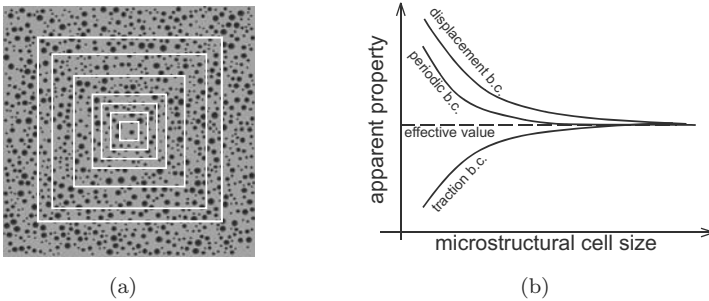 apparent property
displacement b.c.
periodic b.c.
effective value
traction b.c.
microstructural cell size
(a)
(b)